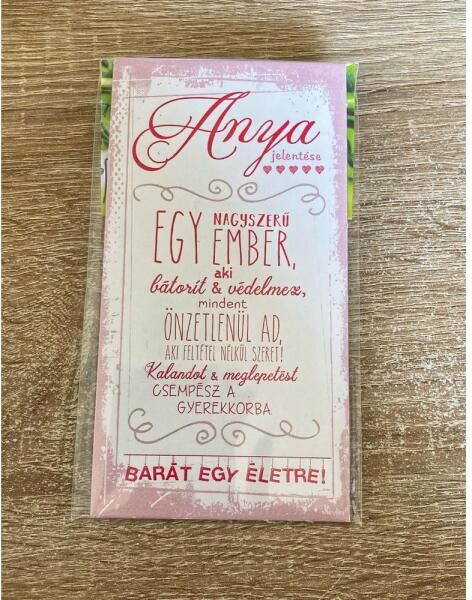 Anya
jelentése
EGY NAGYSZERŰ
EMBER,
aki
bátorít & védelmez,
mindent
ÖNZETLENÜL AD,
AKI FELTÉTEL NÉLKÜL SZERET!
Kalandot & meglepetést
CSEMPÉSZ A
GYEREKKORBA.
BARÁT EGY ÉLETRE!